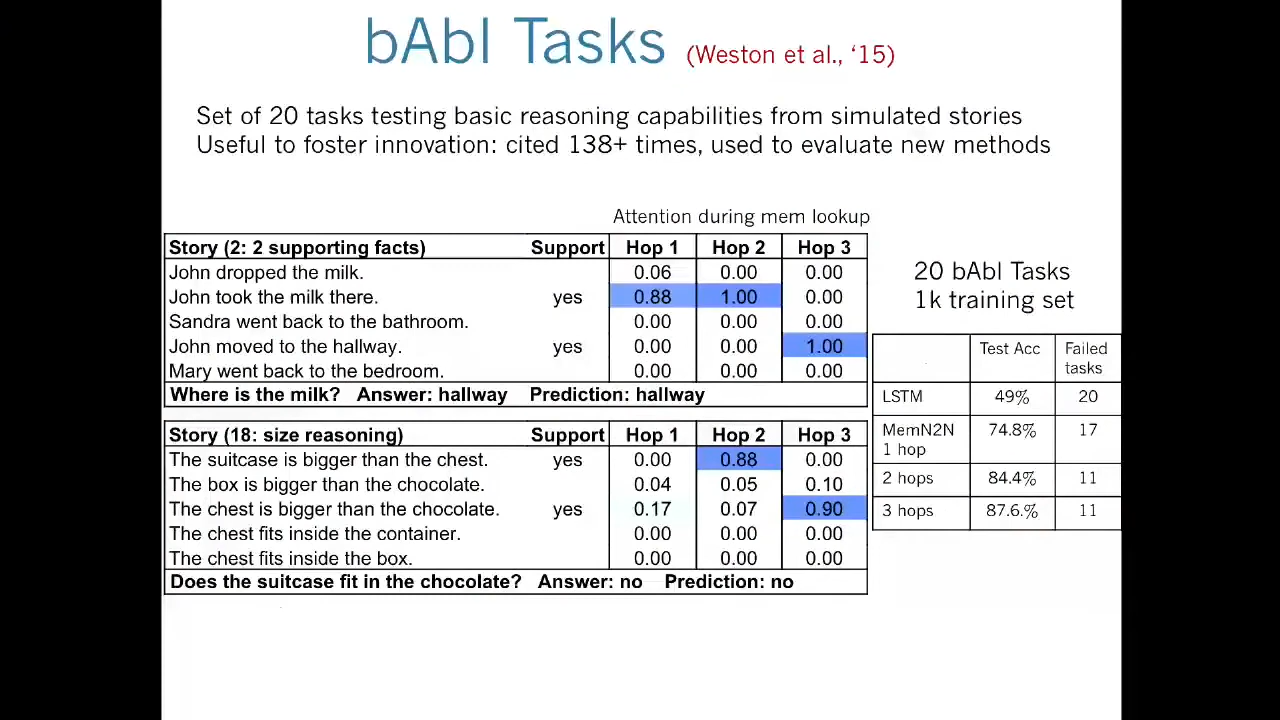 bAbI Tasks (Weston et al., ‘15)
Set of 20 tasks testing basic reasoning capabilities from simulated stories
Useful to foster innovation: cited 138+ times, used to evaluate new methods
Attention during mem lookup
Story (2: 2 supporting facts) Support Hop 1 Hop 2 Hop 3
John dropped the milk. 0.06 0.00 0.00
John took the milk there. yes 0.88 1.00 0.00
Sandra went back to the bathroom. 0.00 0.00 0.00
John moved to the hallway. yes 0.00 0.00 1.00
Mary went back to the bedroom. 0.00 0.00 0.00
Where is the milk? Answer: hallway Prediction: hallway
Story (18: size reasoning) Support Hop 1 Hop 2 Hop 3
The suitcase is bigger than the chest. yes 0.00 0.88 0.00
The box is bigger than the chocolate. 0.04 0.05 0.10
The chest is bigger than the chocolate. yes 0.17 0.07 0.90
The chest fits inside the container. 0.00 0.00 0.00
The chest fits inside the box. 0.00 0.00 0.00
Does the suitcase fit in the chocolate? Answer: no Prediction: no
20 bAbI Tasks
1k training set
Test Acc Failed
tasks
LSTM 49% 20
MemN2N 74.8% 17
1 hop
2 hops 84.4% 11
3 hops 87.6.% 11